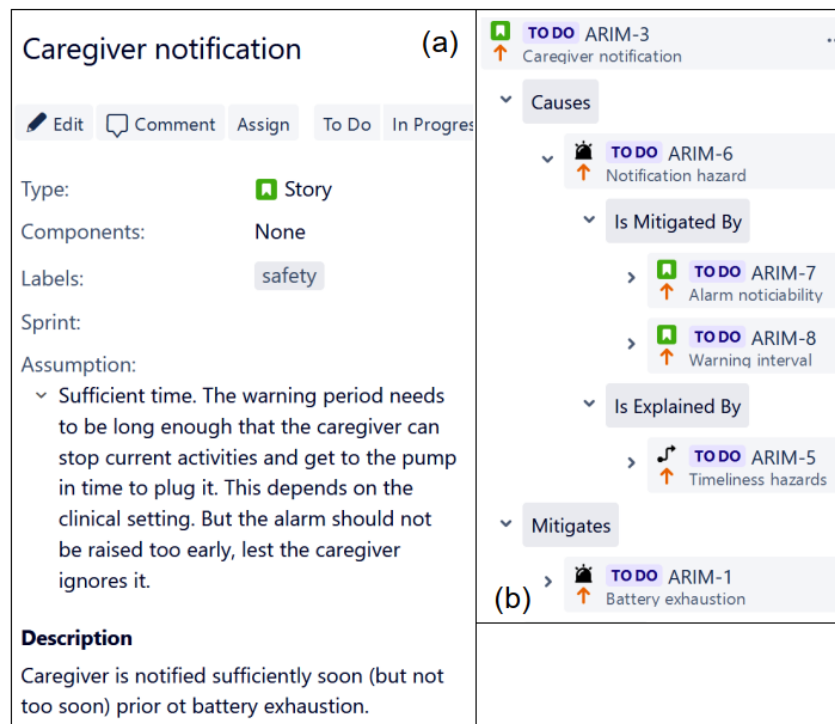 Caregiver notification
(a)
Edit Comment Assign To Do In Progres
Type: Story
Components: None
Labels: safety
Sprint:
Assumption:
Sufficient time. The warning period needs
to be long enough that the caregiver can
stop current activities and get to the pump
in time to plug it. This depends on the
clinical setting. But the alarm should not
be raised too early, lest the caregiver
ignores it.
Description
Caregiver is notified sufficiently soon (but not
too soon) prior ot battery exhaustion.
TO DO ARIM-3
Caregiver notification
Causes
TO DO ARIM-6
Notification hazard
Is Mitigated By
TO DO ARIM-7
Alarm noticiability
TO DO ARIM-8
Warning interval
Is Explained By
TO DO ARIM-5
Timeliness hazards
Mitigates
TO DO ARIM-1
Battery exhaustion
(b)